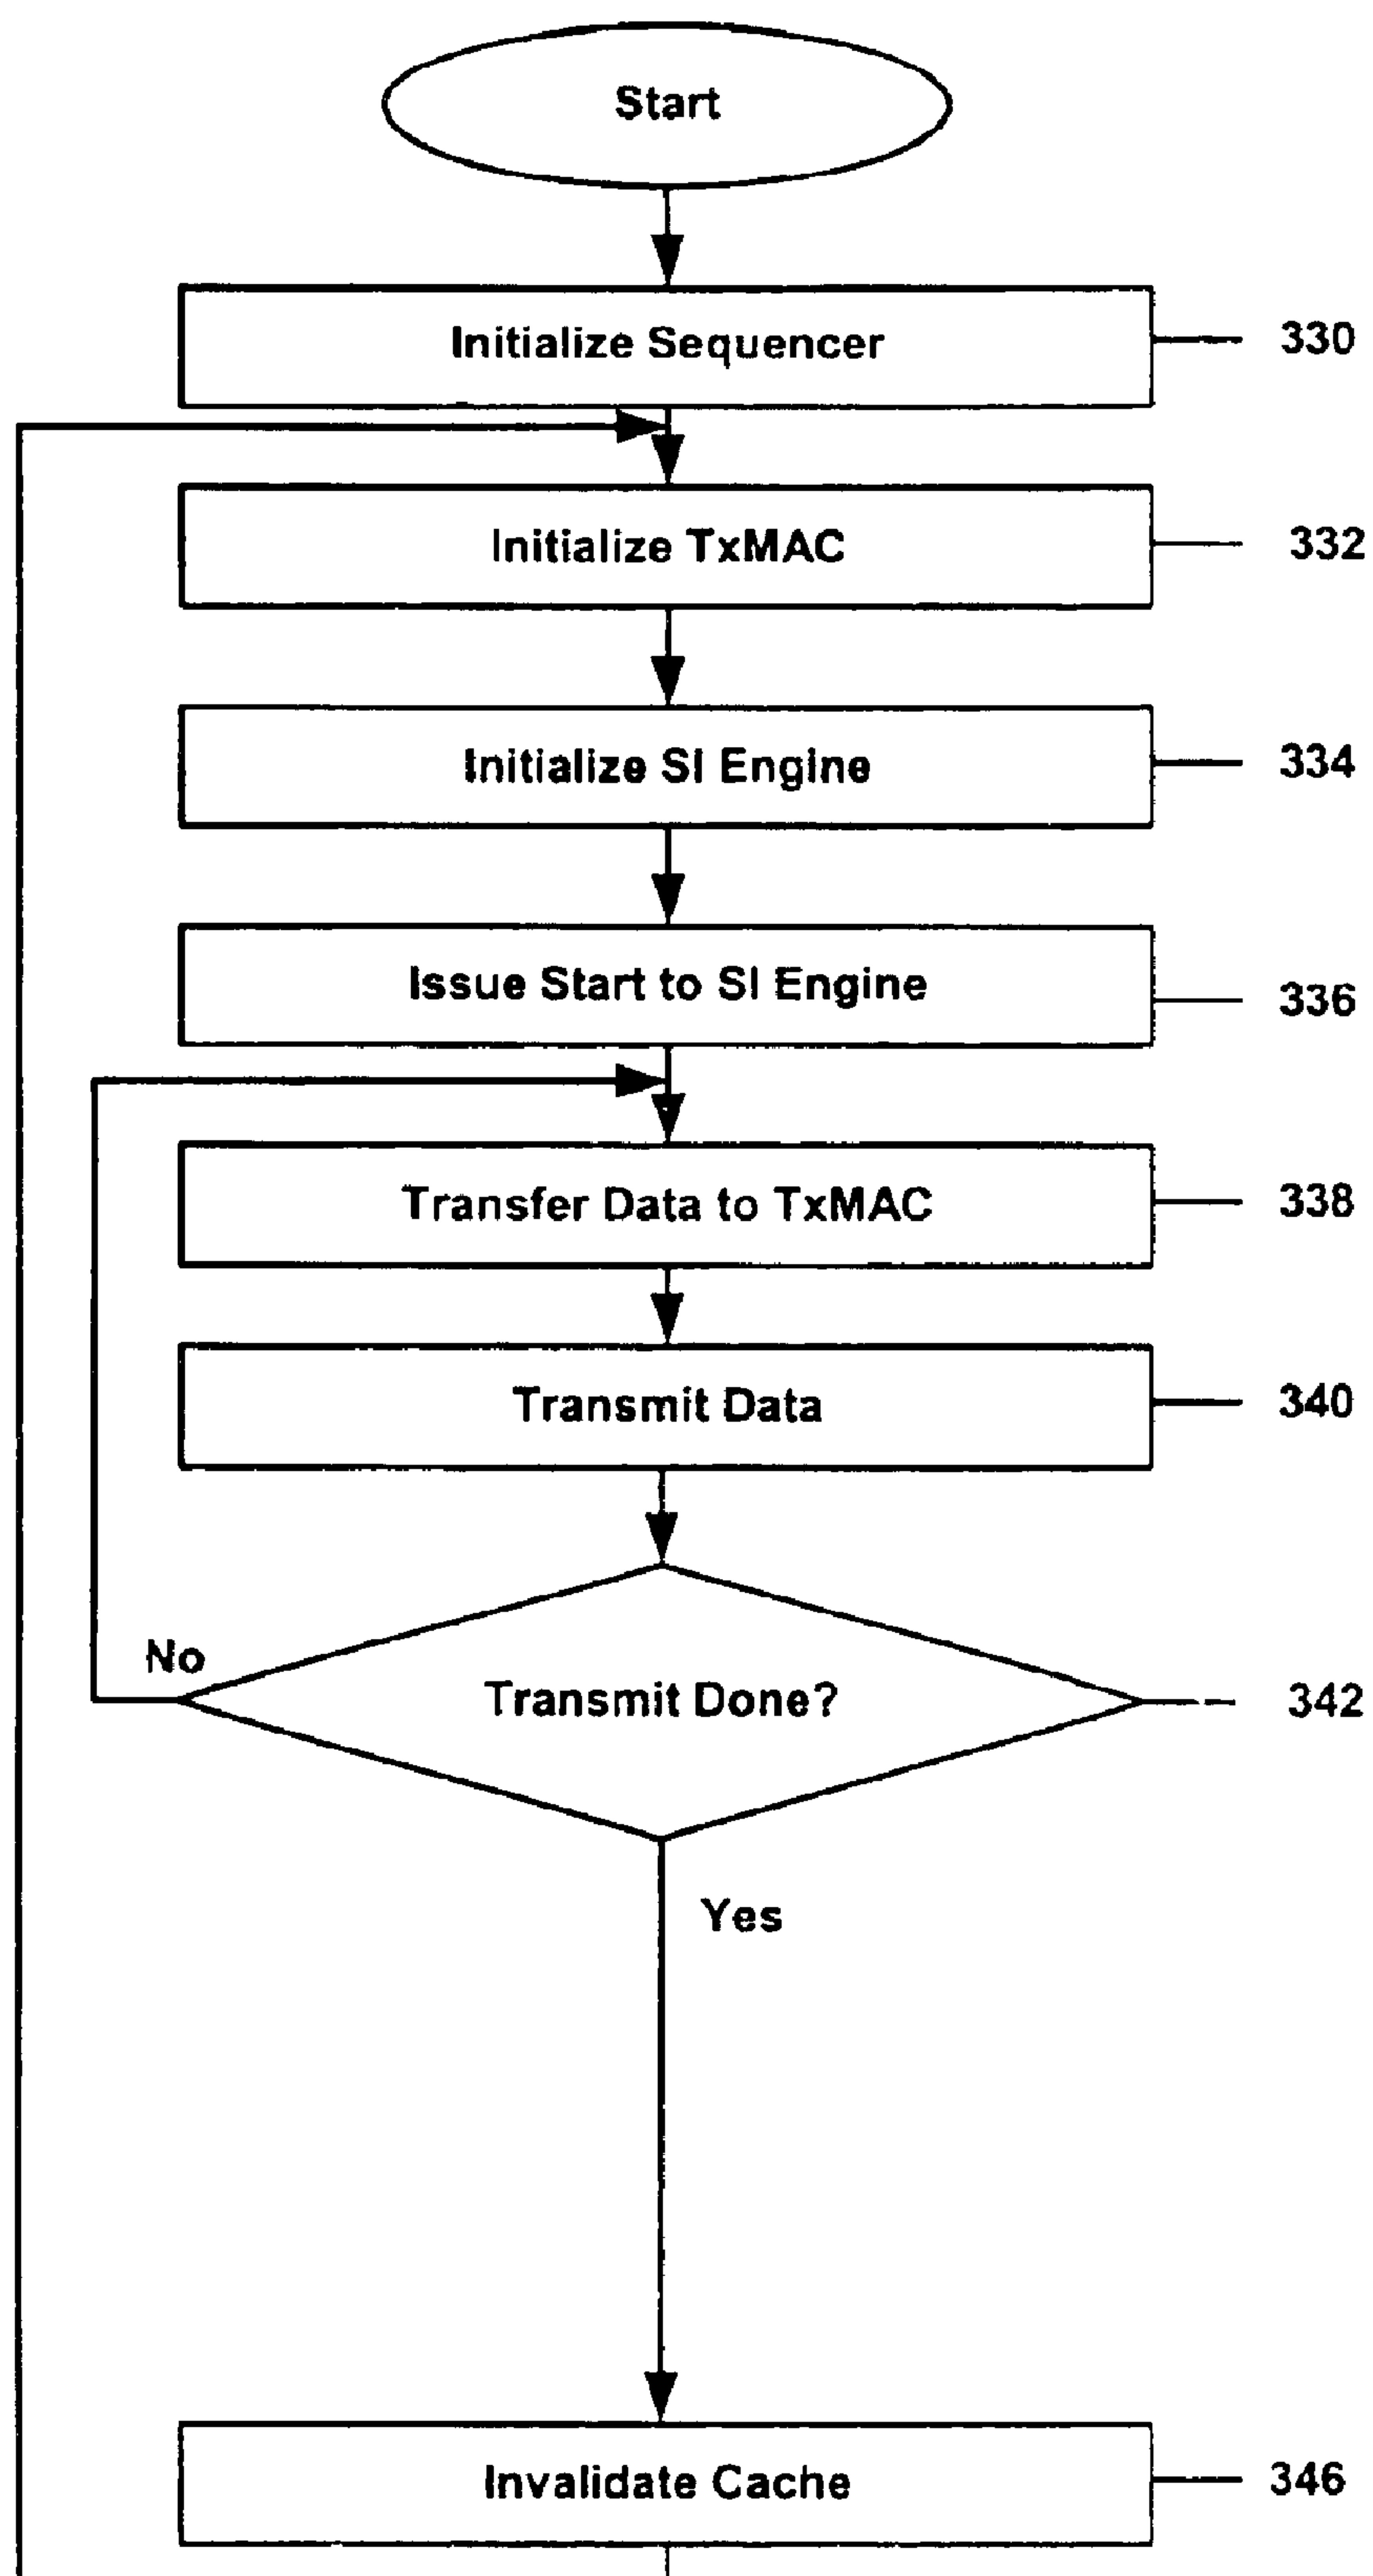 Start
Initialize Sequencer
330
Initialize TxMAC
332
Initialize SI Engine
334
Issue Start to SI Engine
336
Transfer Data to TxMAC
338
Transmit Data
340
No
Transmit Done?
342
Yes
Invalidate Cache
346